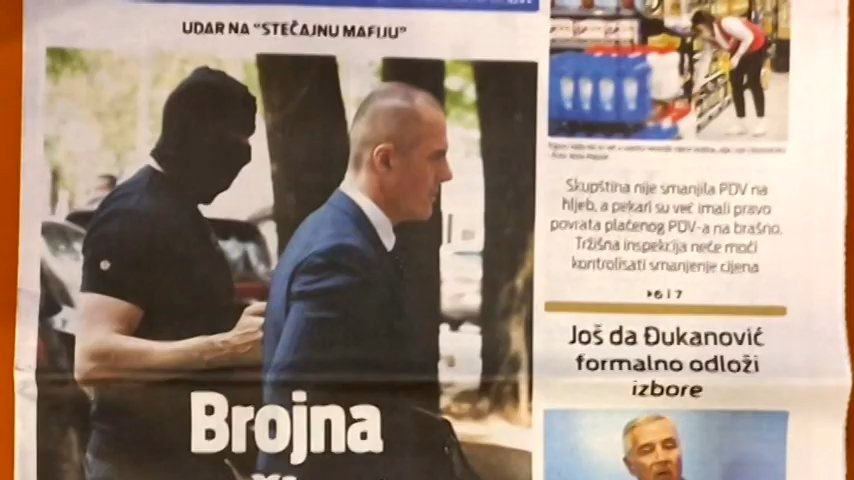 UDAR NA "STEČAJNU MAFIJU"
Brojna
Skupština nije smanjila PDV na
hljeb, a pekari su već imali pravo
povrata plaćenog PDV-a na brašno.
Tržišna inspekcija neće moći
kontrolisati smanjenje cijena
6 i 7
Još da Đukanović
formalno odloži
izbore